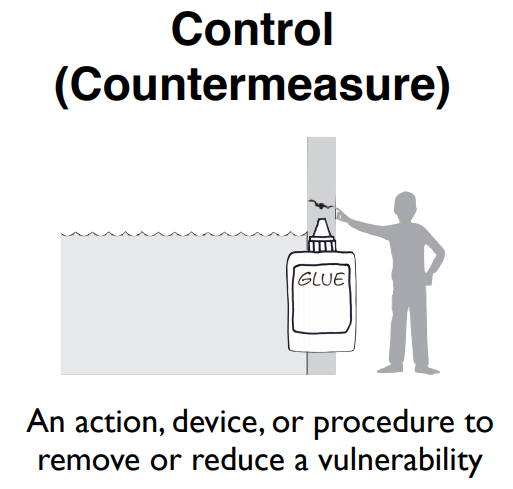 Control
(Countermeasure)
GLUE
An action, device, or procedure to
remove or reduce a vulnerability